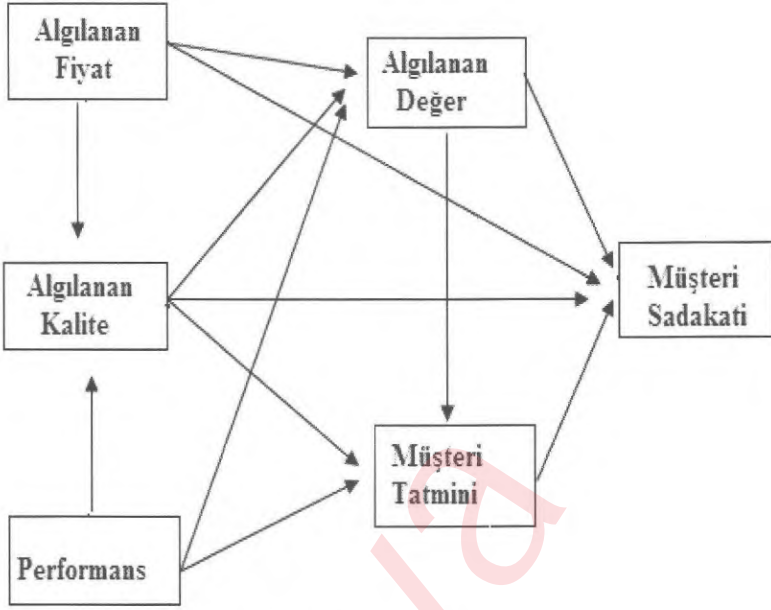 Algılanan
Fiyat
Algılanan
Değer
Algılanan
Kalite
Müşteri
Sadakati
Müşteri
Tatmini
Performans